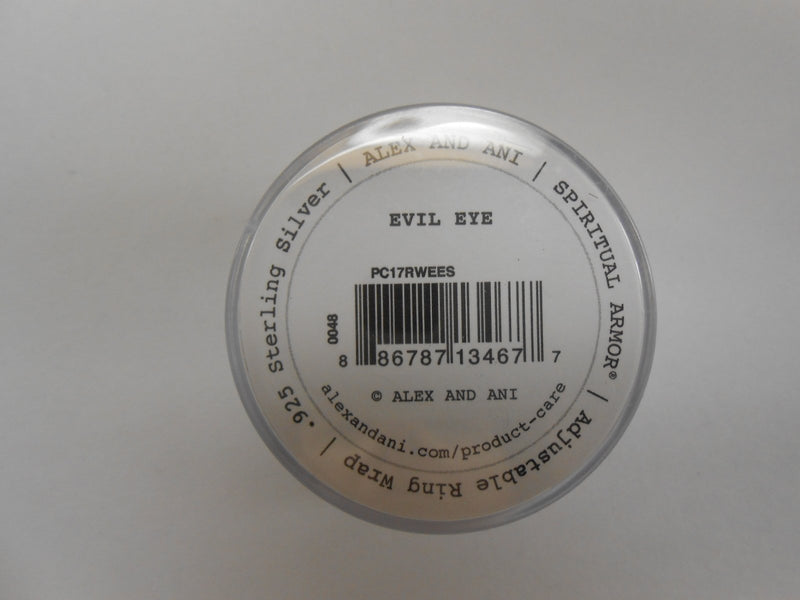 ALEX AND ANI | SPIRITUAL ARMOR® | Adjustable Ring Wrap | .925 Sterling Silver |
EVIL EYE
PC17RWEES
0048
8 86787 13467 7
© ALEX AND ANI
alexandani.com/product-care